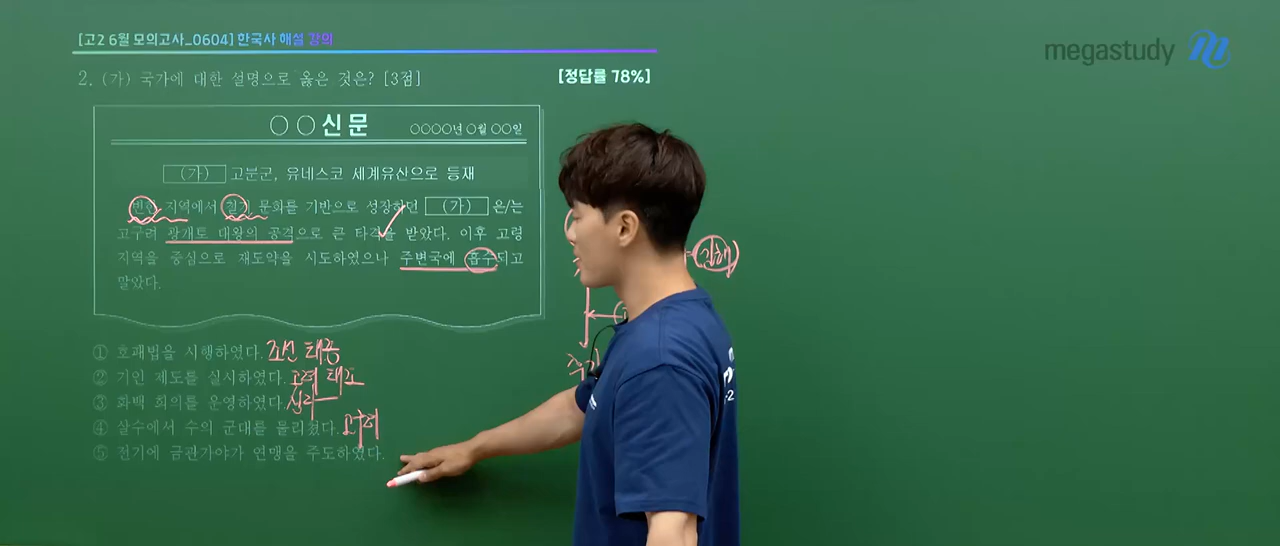 [고2 6월 모의고사_0604] 한국사 해설 강의
megastudy
2. (가) 국가에 대한 설명으로 옳은 것은? [3점]
[정답률 78%]
○○신문
○○○○년 ○월 ○○일
(가) 고분군, 유네스코 세계유산으로 등재
변한 지역에서 철기 문화를 기반으로 성장하던 (가) 은/는
고구려 광개토 대왕의 공격으로 큰 타격을 받았다. 이후 고령
지역을 중심으로 재도약을 시도하였으나 주변국에 흡수되고
말았다.
김해
① 호패법을 시행하였다. 조선 태종
② 기인 제도를 실시하였다. 고려 태조
③ 화백 회의를 운영하였다. 신라
④ 살수에서 수의 군대를 물리쳤다. 고구려
⑤ 전기에 금관가야가 연맹을 주도하였다.